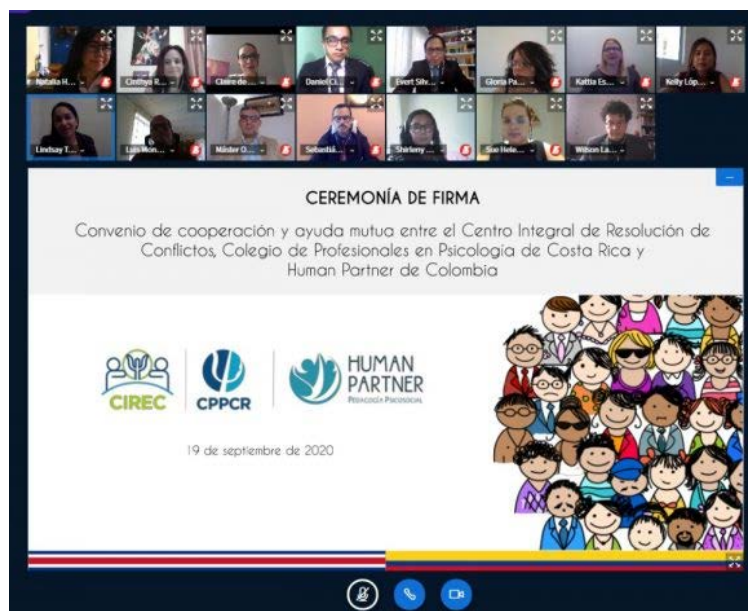 Natalia H...
Cinthya R...
Claire de ...
Daniel Cl...
Evert Silv...
Gloria Pa...
Kattia Es...
Kelly Lóp...
Lindsay T...
Luis Mon...
Máster O...
Sebastiá...
Shirleny ...
Sue Hele...
Wilson La...
CEREMONÍA DE FIRMA
Convenio de cooperación y ayuda mutua entre el Centro Integral de Resolución de
Conflictos, Colegio de Profesionales en Psicología de Costa Rica y
Human Partner de Colombia
CIREC
CPPCR
HUMAN
PARTNER
PEDAGOGÍA PSICOSOCIAL
19 de septiembre de 2020